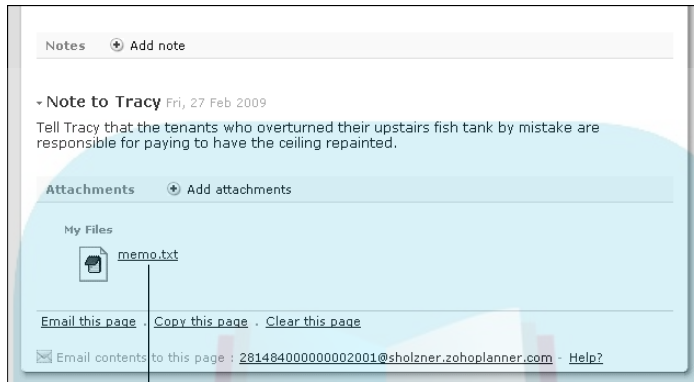 Notes Add note
Note to Tracy Fri, 27 Feb 2009
Tell Tracy that the tenants who overturned their upstairs fish tank by mistake are
responsible for paying to have the ceiling repainted.
Attachments Add attachments
My Files
memo.txt
Email this page . Copy this page . Clear this page
Email contents to this page : 281484000000002001@sholzner.zohoplanner.com - Help?